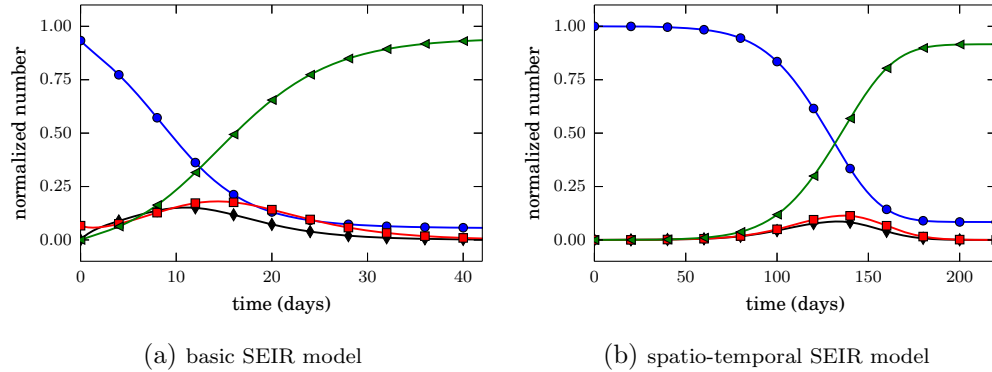 1.00
0.75
0.50
0.25
0.00
normalized number
0 10 20 30 40
time (days)
(a) basic SEIR model
1.00
0.75
0.50
0.25
0.00
normalized number
0 50 100 150 200
time (days)
(b) spatio-temporal SEIR model